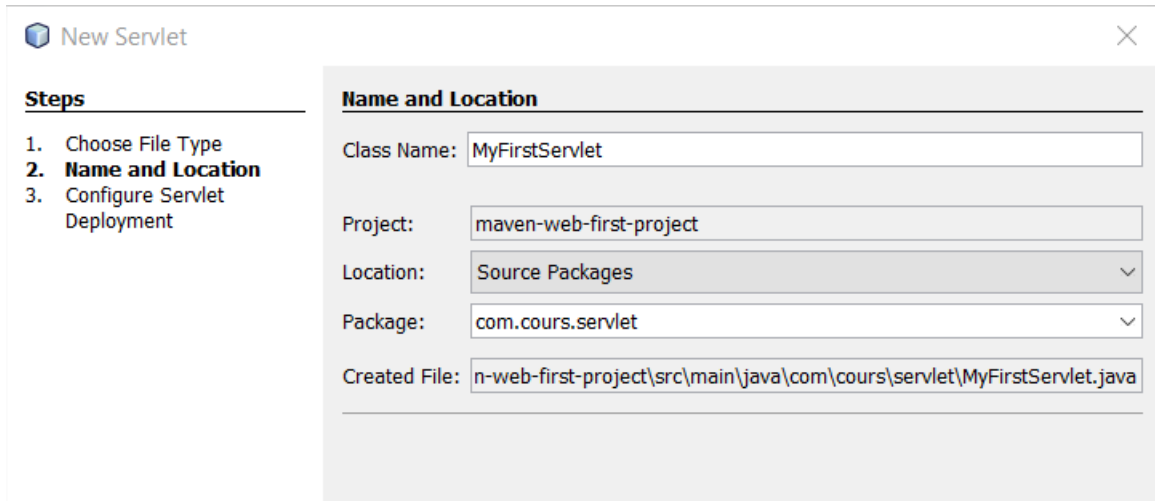 New Servlet
Steps
1. Choose File Type
2. Name and Location
3. Configure Servlet
Deployment
Name and Location
Class Name: MyFirstServlet
Project: maven-web-first-project
Location: Source Packages
Package: com.cours.servlet
Created File: n-web-first-project\src\main\java\com\cours\servlet\MyFirstServlet.java